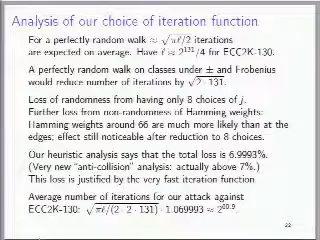 Analysis of our choice of iteration function
For a perfectly random walk ≈ √πℓ/2 iterations
are expected on average. Have ℓ ≈ 2^131/4 for ECC2K-130.
A perfectly random walk on classes under ± and Frobenius
would reduce number of iterations by √2 · 131.
Loss of randomness from having only 8 choices of j.
Further loss from non-randomness of Hamming weights:
Hamming weights around 66 are much more likely than at the
edges; effect still noticeable after reduction to 8 choices.
Our heuristic analysis says that the total loss is 6.9993%.
(Very new "anti-collision" analysis: actually above 7%.)
This loss is justified by the very fast iteration function.
Average number of iterations for our attack against
ECC2K-130: √πℓ/(2 · 2 · 131) · 1.069993 ≈ 2^60.9.
22